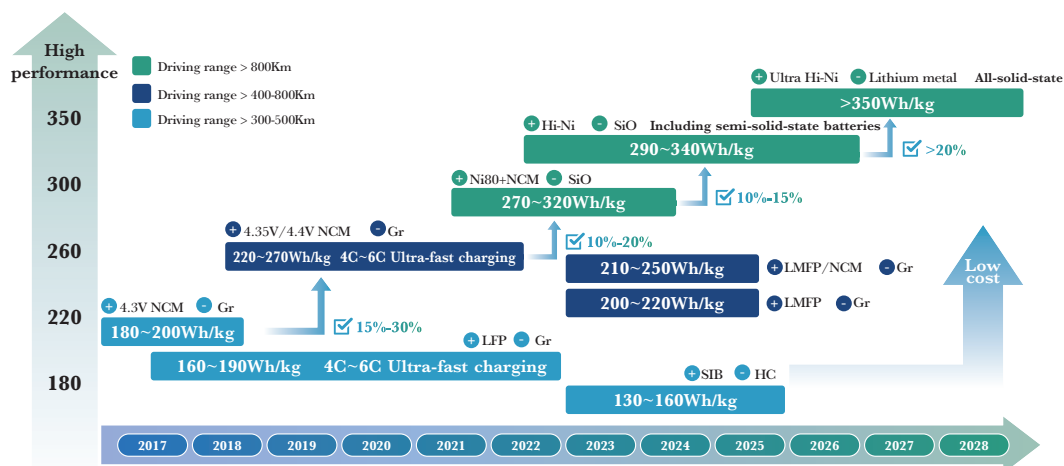 High
performance
350
300
260
220
180
Driving range > 800Km
Driving range > 400-800Km
Driving range > 300-500Km
+ Ultra Hi-Ni - Lithium metal All-solid-state
>350Wh/kg
+ Hi-Ni - SiO Including semi-solid-state batteries
290~340Wh/kg
>20%
+ Ni80+NCM - SiO
270~320Wh/kg
10%-15%
+ 4.35V/4.4V NCM - Gr
220~270Wh/kg 4C~6C Ultra-fast charging
10%-20%
210~250Wh/kg
+ LMFP/NCM - Gr
200~220Wh/kg
+ LMFP - Gr
Low
cost
+ 4.3V NCM - Gr
180~200Wh/kg
15%-30%
+ LFP - Gr
160~190Wh/kg 4C~6C Ultra-fast charging
+ SIB - HC
130~160Wh/kg
2017 2018 2019 2020 2021 2022 2023 2024 2025 2026 2027 2028